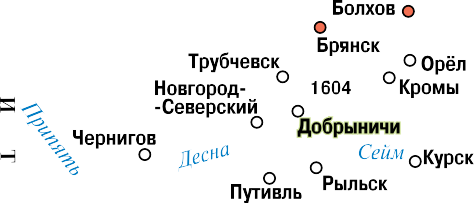 Болхов
Брянск
Трубчевск
Орёл
Новгород-
-Северский
1604
Кромы
И
Припять
Добрыничи
Чернигов
Десна
Сейм
Курск
Т
Путивль
Рыльск